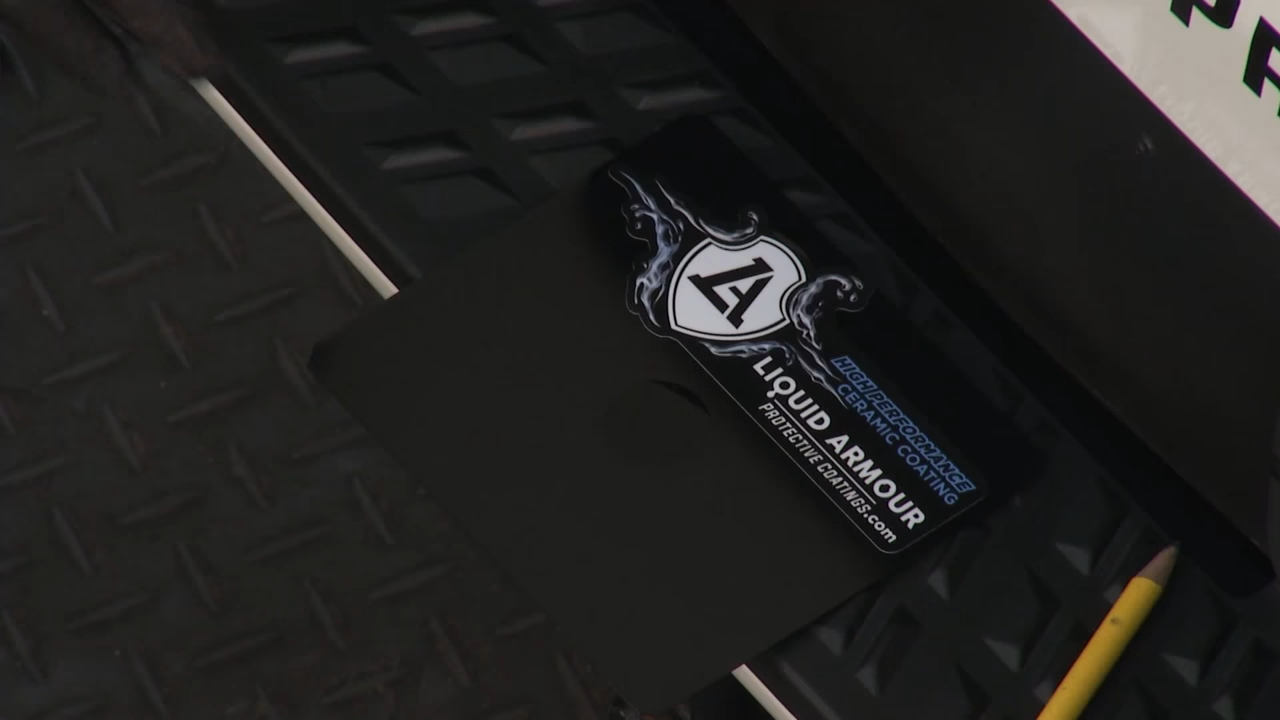 LA
HIGH PERFORMANCE
CERAMIC COATING
LIQUID ARMOUR
PROTECTIVE COATINGS.com